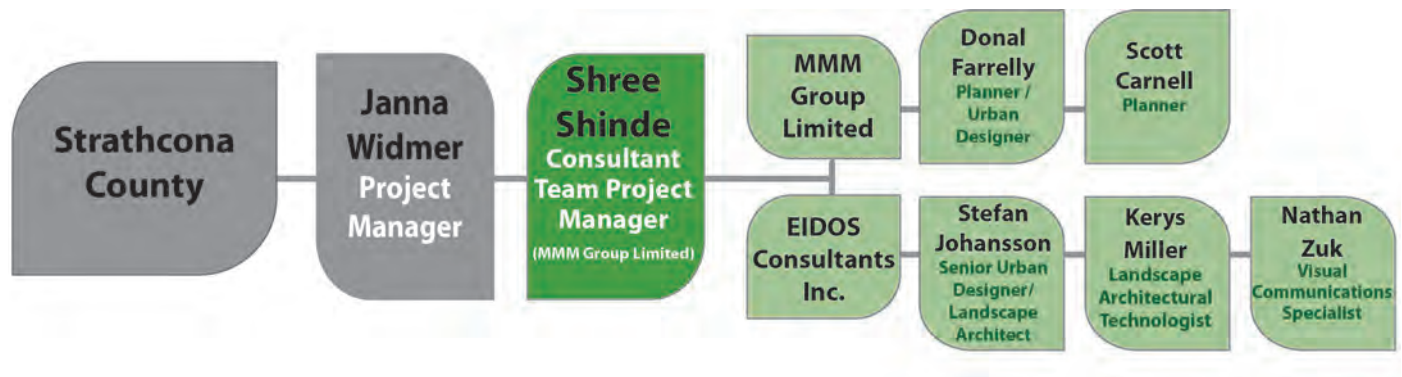 Strathcona
County
Janna
Widmer
Project
Manager
Shree
Shinde
Consultant
Team Project
Manager
(MMM Group Limited)
MMM
Group
Limited
Donal
Farrelly
Planner /
Urban
Designer
Scott
Carnell
Planner
EIDOS
Consultants
Inc.
Stefan
Johansson
Senior Urban
Designer/
Landscape
Architect
Kerys
Miller
Landscape
Architectural
Technologist
Nathan
Zuk
Visual
Communications
Specialist